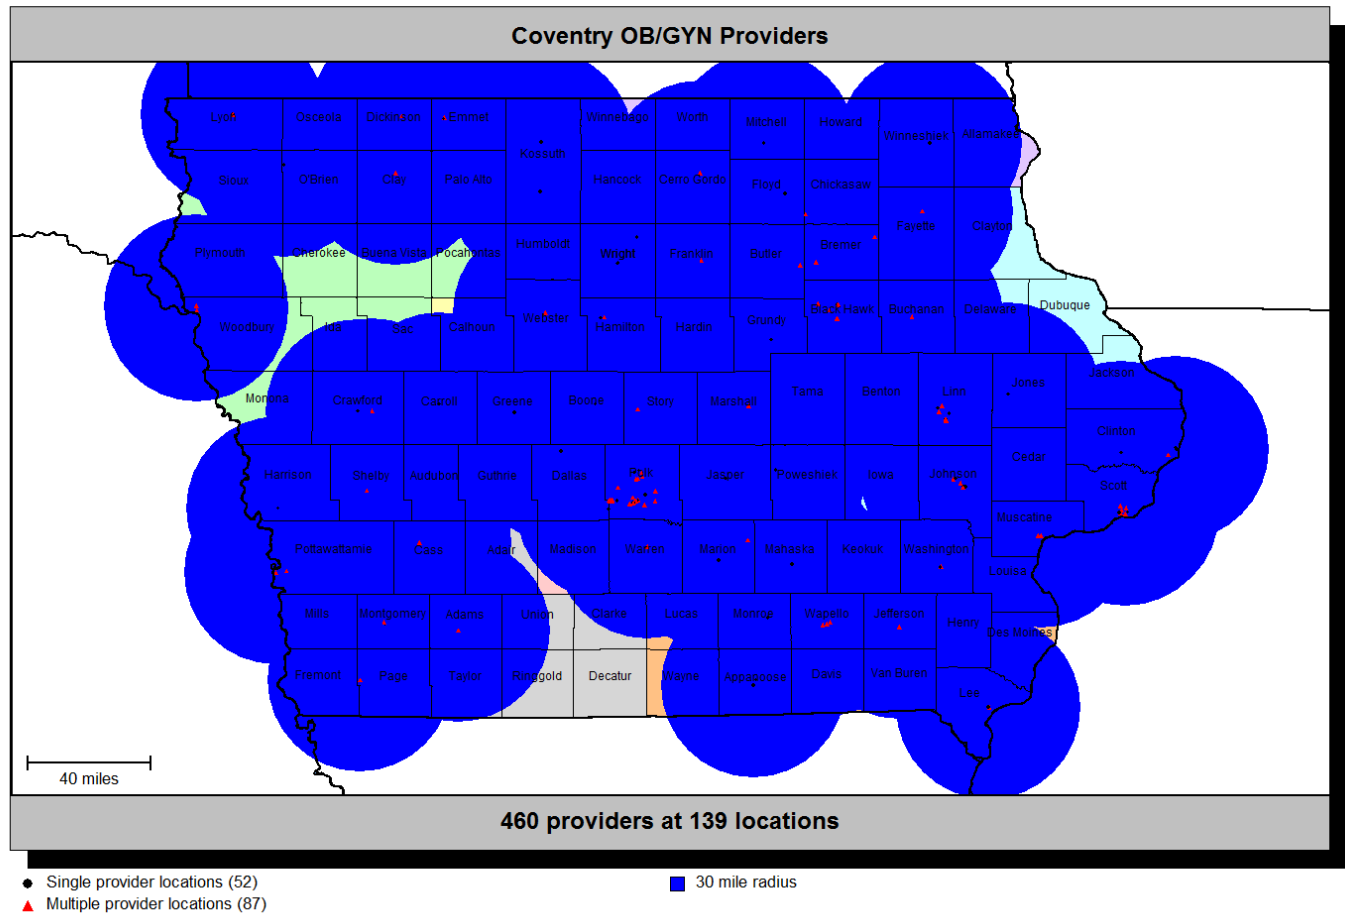 Coventry OB/GYN Providers
Lyon Osceola Dickinson Emmet Winnebago Worth Mitchell Howard Winneshiek Allamakee
Kossuth
Sioux O'Brien Clay Palo Alto Hancock Cerro Gordo Floyd Chickasaw
Fayette Clayton
Plymouth Cherokee Buena Vista Pocahontas Humboldt Wright Franklin Butler Bremer
Woodbury Ida Sac Calhoun Webster Hamilton Hardin Grundy Black Hawk Buchanan Delaware Dubuque
Jackson
Monona Crawford Carroll Greene Boone Story Marshall Tama Benton Linn Jones
Clinton
Harrison Shelby Audubon Guthrie Dallas Polk Jasper Poweshiek Iowa Johnson Cedar
Scott
Muscatine
Pottawattamie Cass Adair Madison Warren Marion Mahaska Keokuk Washington
Louisa
Mills Montgomery Adams Union Clarke Lucas Monroe Wapello Jefferson Henry Des Moines
Fremont Page Taylor Ringgold Decatur Wayne Appanoose Davis Van Buren
Lee
40 miles
460 providers at 139 locations
Single provider locations (52)
30 mile radius
Multiple provider locations (87)